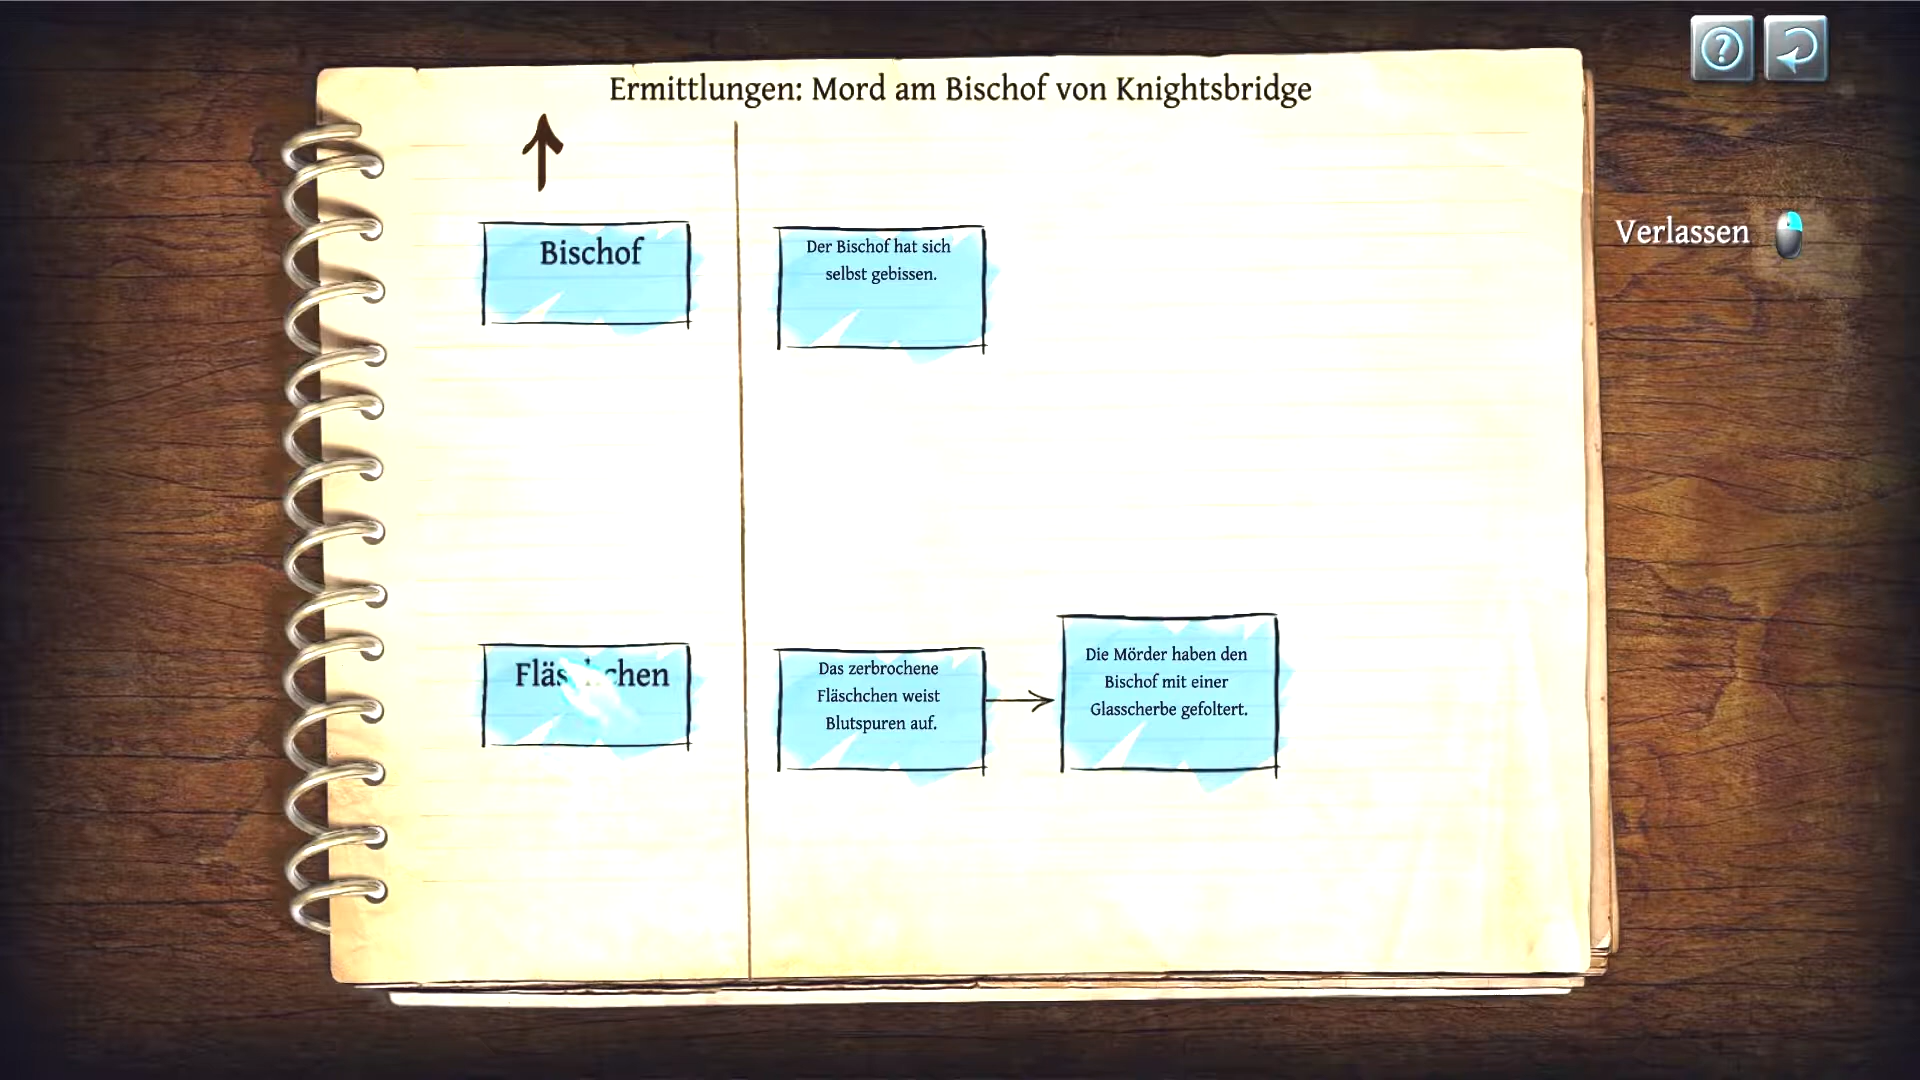 Ermittlungen: Mord am Bischof von Knightsbridge
Verlassen
Bischof
Der Bischof hat sich
selbst gebissen.
Fläschchen
Das zerbrochene
Fläschchen weist
Blutspuren auf.
Die Mörder haben den
Bischof mit einer
Glasscherbe gefoltert.